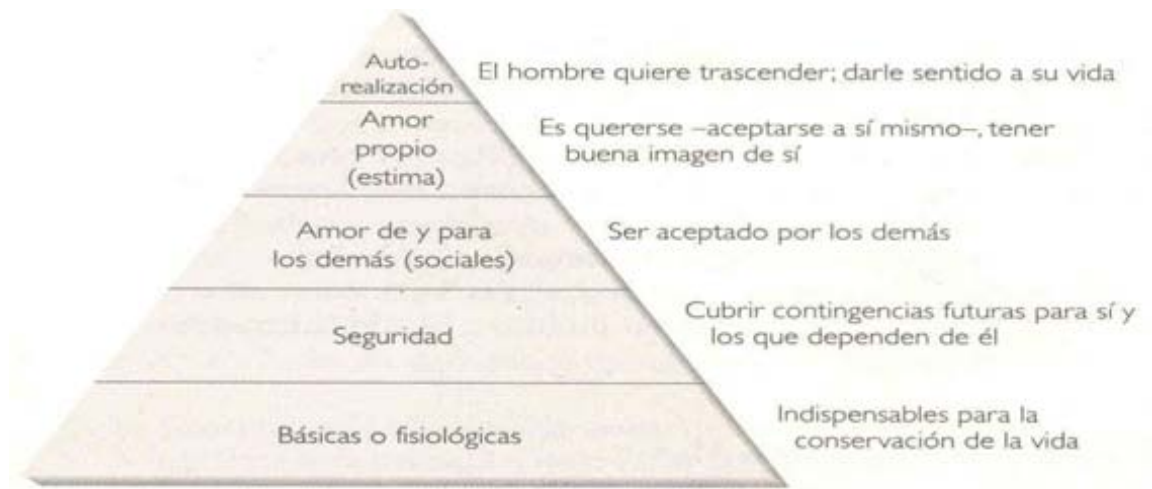 Auto-
realización
El hombre quiere trascender; darle sentido a su vida
Amor
propio
(estima)
Es quererse –aceptarse a sí mismo–, tener
buena imagen de sí
Amor de y para
los demás (sociales)
Ser aceptado por los demás
Seguridad
Cubrir contingencias futuras para sí y
los que dependen de él
Básicas o fisiológicas
Indispensables para la
conservación de la vida